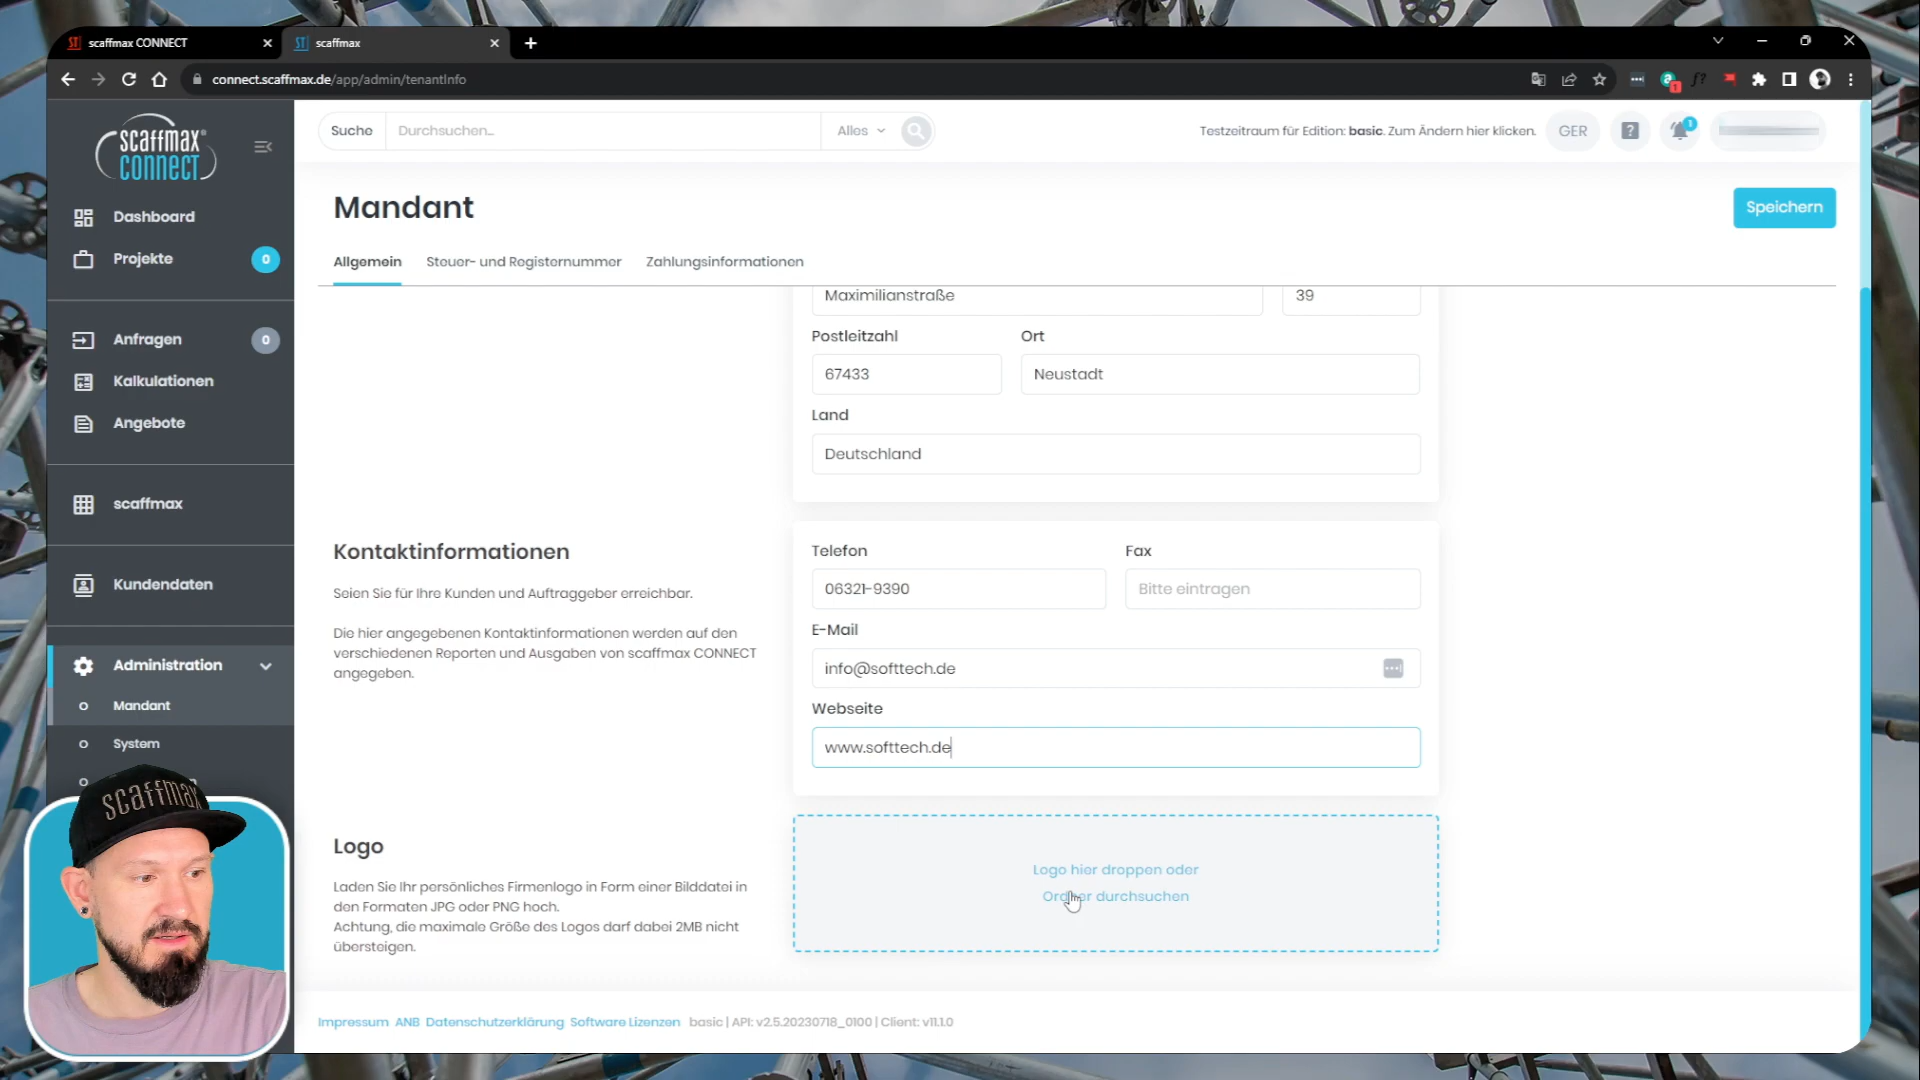 scaffmax CONNECT
scaffmax
connect.scaffmax.de/app/admin/tenantInfo
scaffmax®
CONNECT
Suche
Durchsuchen...
Alles
Testzeitraum für Edition: basic. Zum Ändern hier klicken.
GER
?
1
Dashboard
Projekte
0
Anfragen
0
Kalkulationen
Angebote
scaffmax
Kundendaten
Administration
Mandant
System
Mandant
Speichern
Allgemein
Steuer- und Registernummer
Zahlungsinformationen
Maximilianstraße
39
Postleitzahl
Ort
67433
Neustadt
Land
Deutschland
Kontaktinformationen
Seien Sie für Ihre Kunden und Auftraggeber erreichbar.
Die hier angegebenen Kontaktinformationen werden auf den
verschiedenen Reporten und Ausgaben von scaffmax CONNECT
angegeben.
Telefon
Fax
06321-9390
Bitte eintragen
E-Mail
info@softtech.de
Webseite
www.softtech.de
Logo
Laden Sie Ihr persönliches Firmenlogo in Form einer Bilddatei in
den Formaten JPG oder PNG hoch.
Achtung, die maximale Größe des Logos darf dabei 2MB nicht
übersteigen.
Logo hier droppen oder
Ordner durchsuchen
scaffmax
Impressum ANB Datenschutzerklärung Software Lizenzen basic | API: v2.5.20230718_0100 | Client: v11.1.0